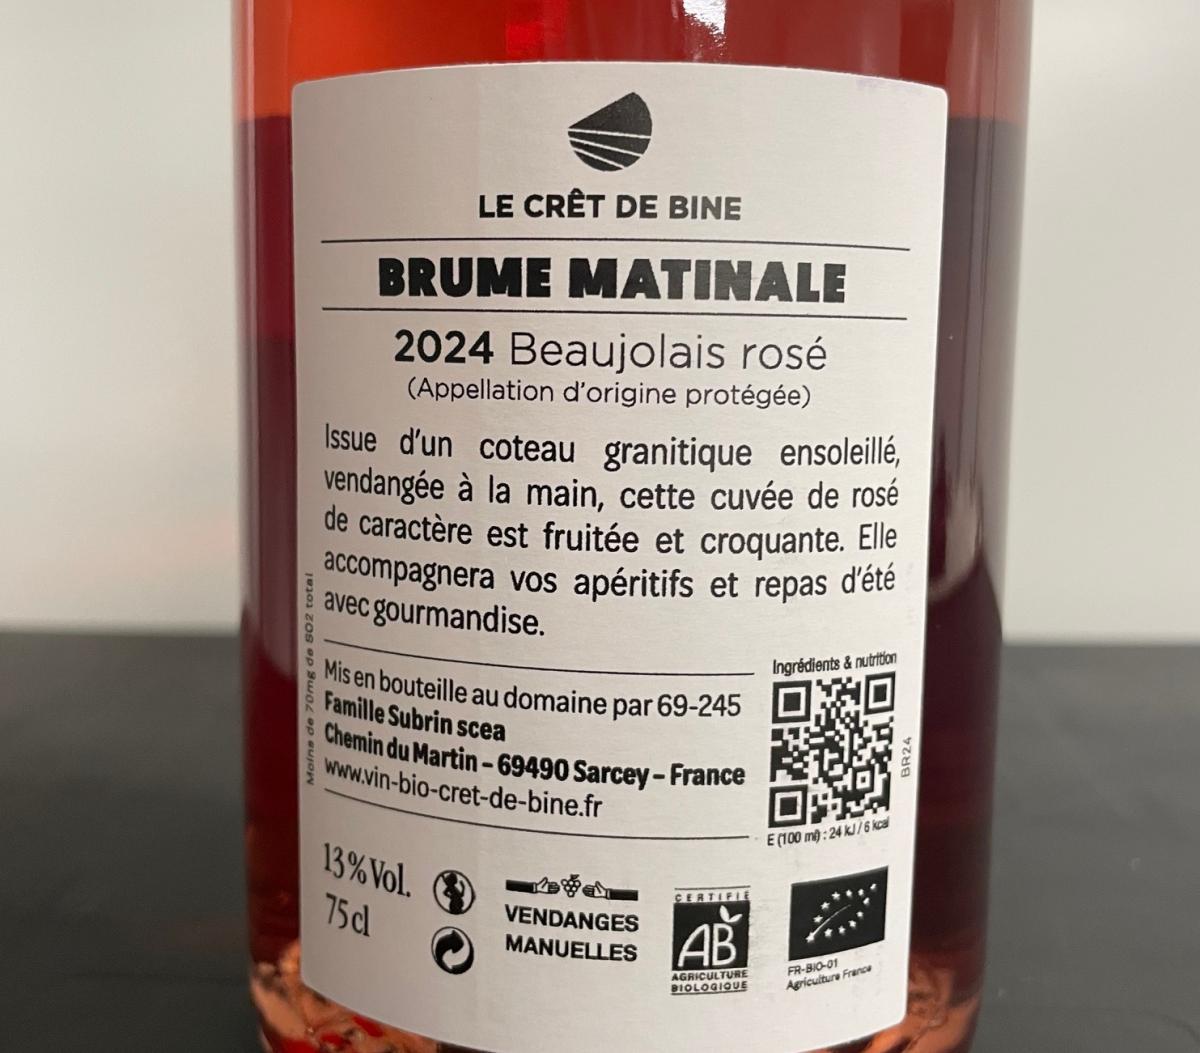 LE CRÊT DE BINE
BRUME MATINALE
2024 Beaujolais rosé
(Appellation d'origine protégée)
Issue d'un coteau granitique ensoleillé,
vendangée à la main, cette cuvée de rosé
de caractère est fruitée et croquante. Elle
accompagnera vos apéritifs et repas d'été
avec gourmandise.
Moins de 70mg de SO2 total
Mis en bouteille au domaine par 69-245
Famille Subrin scea
Chemin du Martin – 69490 Sarcey – France
www.vin-bio-cret-de-bine.fr
Ingrédients & nutrition
BR24
E (100 ml) : 24 kJ / 6 kcal
13%Vol.
75cl
VENDANGES
MANUELLES
CERTIFIÉ
AB
AGRICULTURE
BIOLOGIQUE
FR-BIO-01
Agriculture France